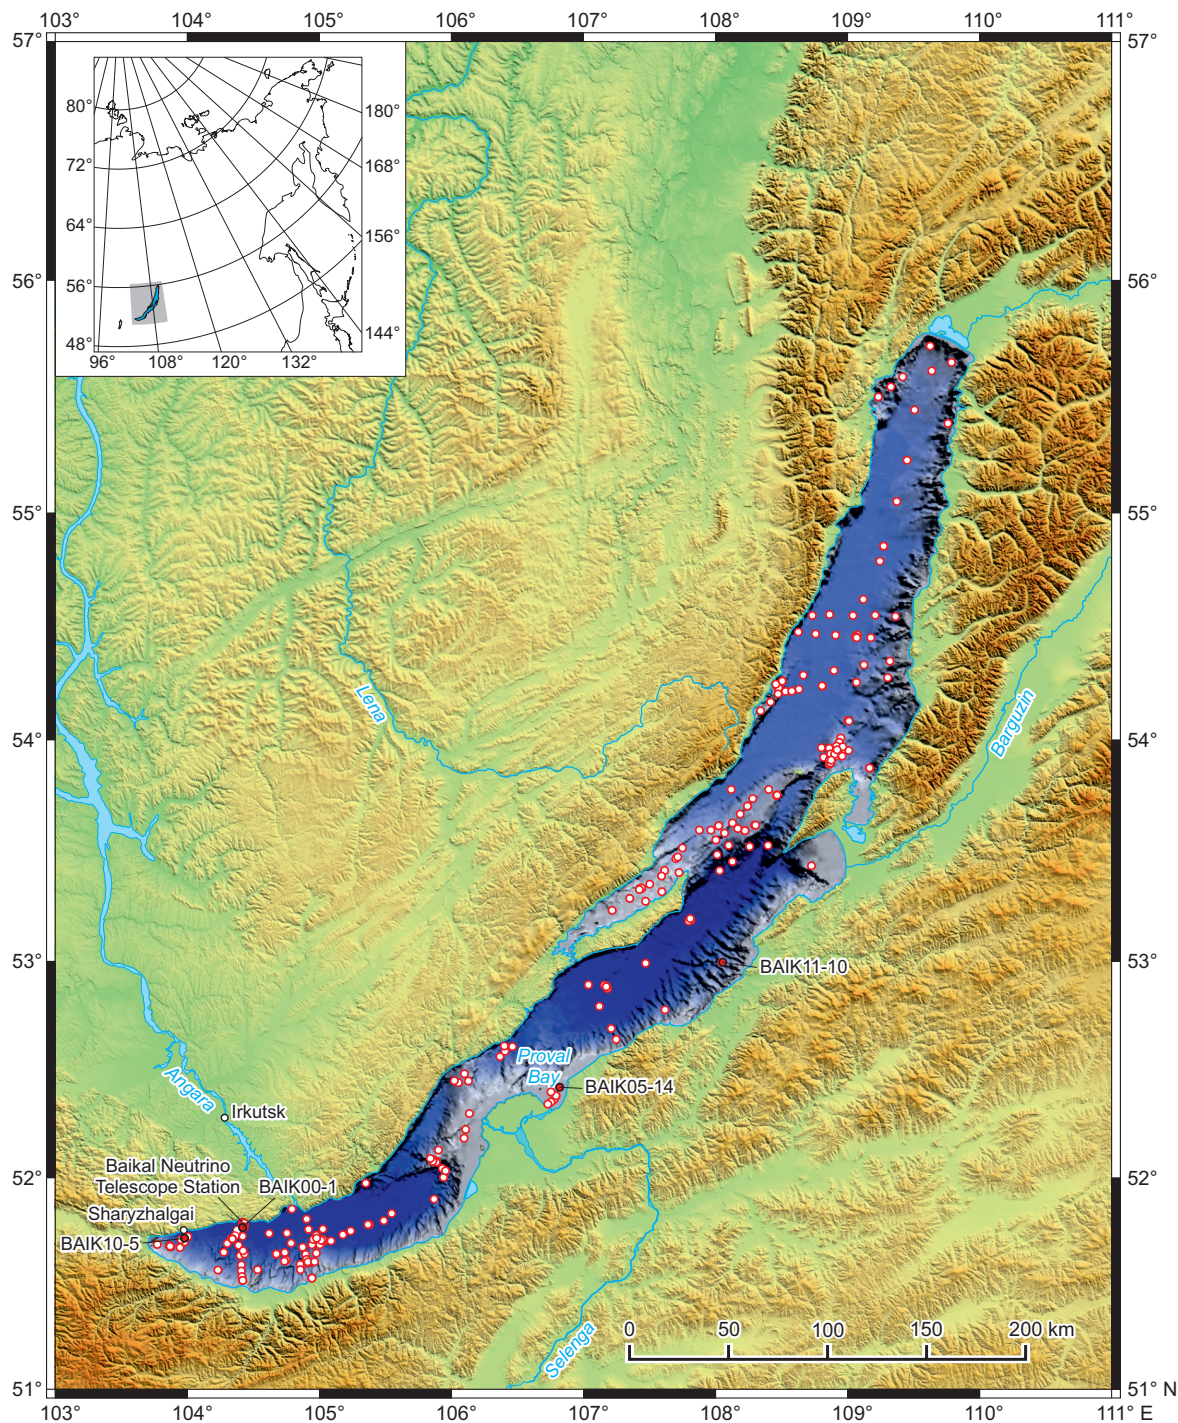 103° 104° 105° 106° 107° 108° 109° 110° 111°
57° 57°
80° 180°
72° 168°
64° 156°
56° 144°
48°
96° 108° 120° 132°
56° 56°
55° 55°
Lena
Barguzin
54° 54°
53° 53°
BAIK11-10
Proval
Bay
BAIK05-14
Angara
Irkutsk
52° 52°
Baikal Neutrino
Telescope Station BAIK00-1
Sharyzhalgai
BAIK10-5
Selenga
0 50 100 150 200 km
51° 51° N
103° 104° 105° 106° 107° 108° 109° 110° 111° E